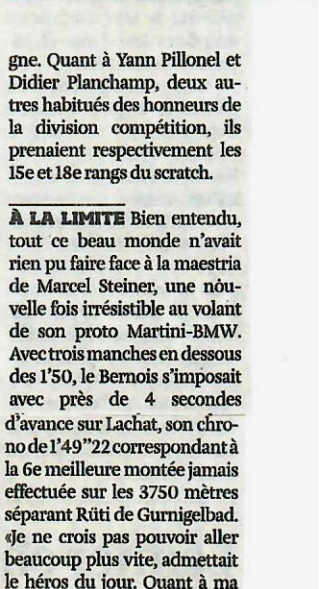 gne. Quant à Yann Pillonel et
Didier Planchamp, deux au-
tres habitués des honneurs de
la division compétition, ils
prenaient respectivement les
15e et 18e rangs du scratch.
À LA LIMITE Bien entendu,
tout ce beau monde n'avait
rien pu faire face à la maestria
de Marcel Steiner, une nou-
velle fois irrésistible au volant
de son proto Martini-BMW.
Avec trois manches en dessous
des 1'50, le Bernois s'imposait
avec près de 4 secondes
d'avance sur Lachat, son chro-
no de 1'49"22 correspondant à
la 6e meilleure montée jamais
effectuée sur les 3750 mètres
séparant Rüti de Gurnigelbad.
«Je ne crois pas pouvoir aller
beaucoup plus vite, admettait
le héros du jour. Quant à ma